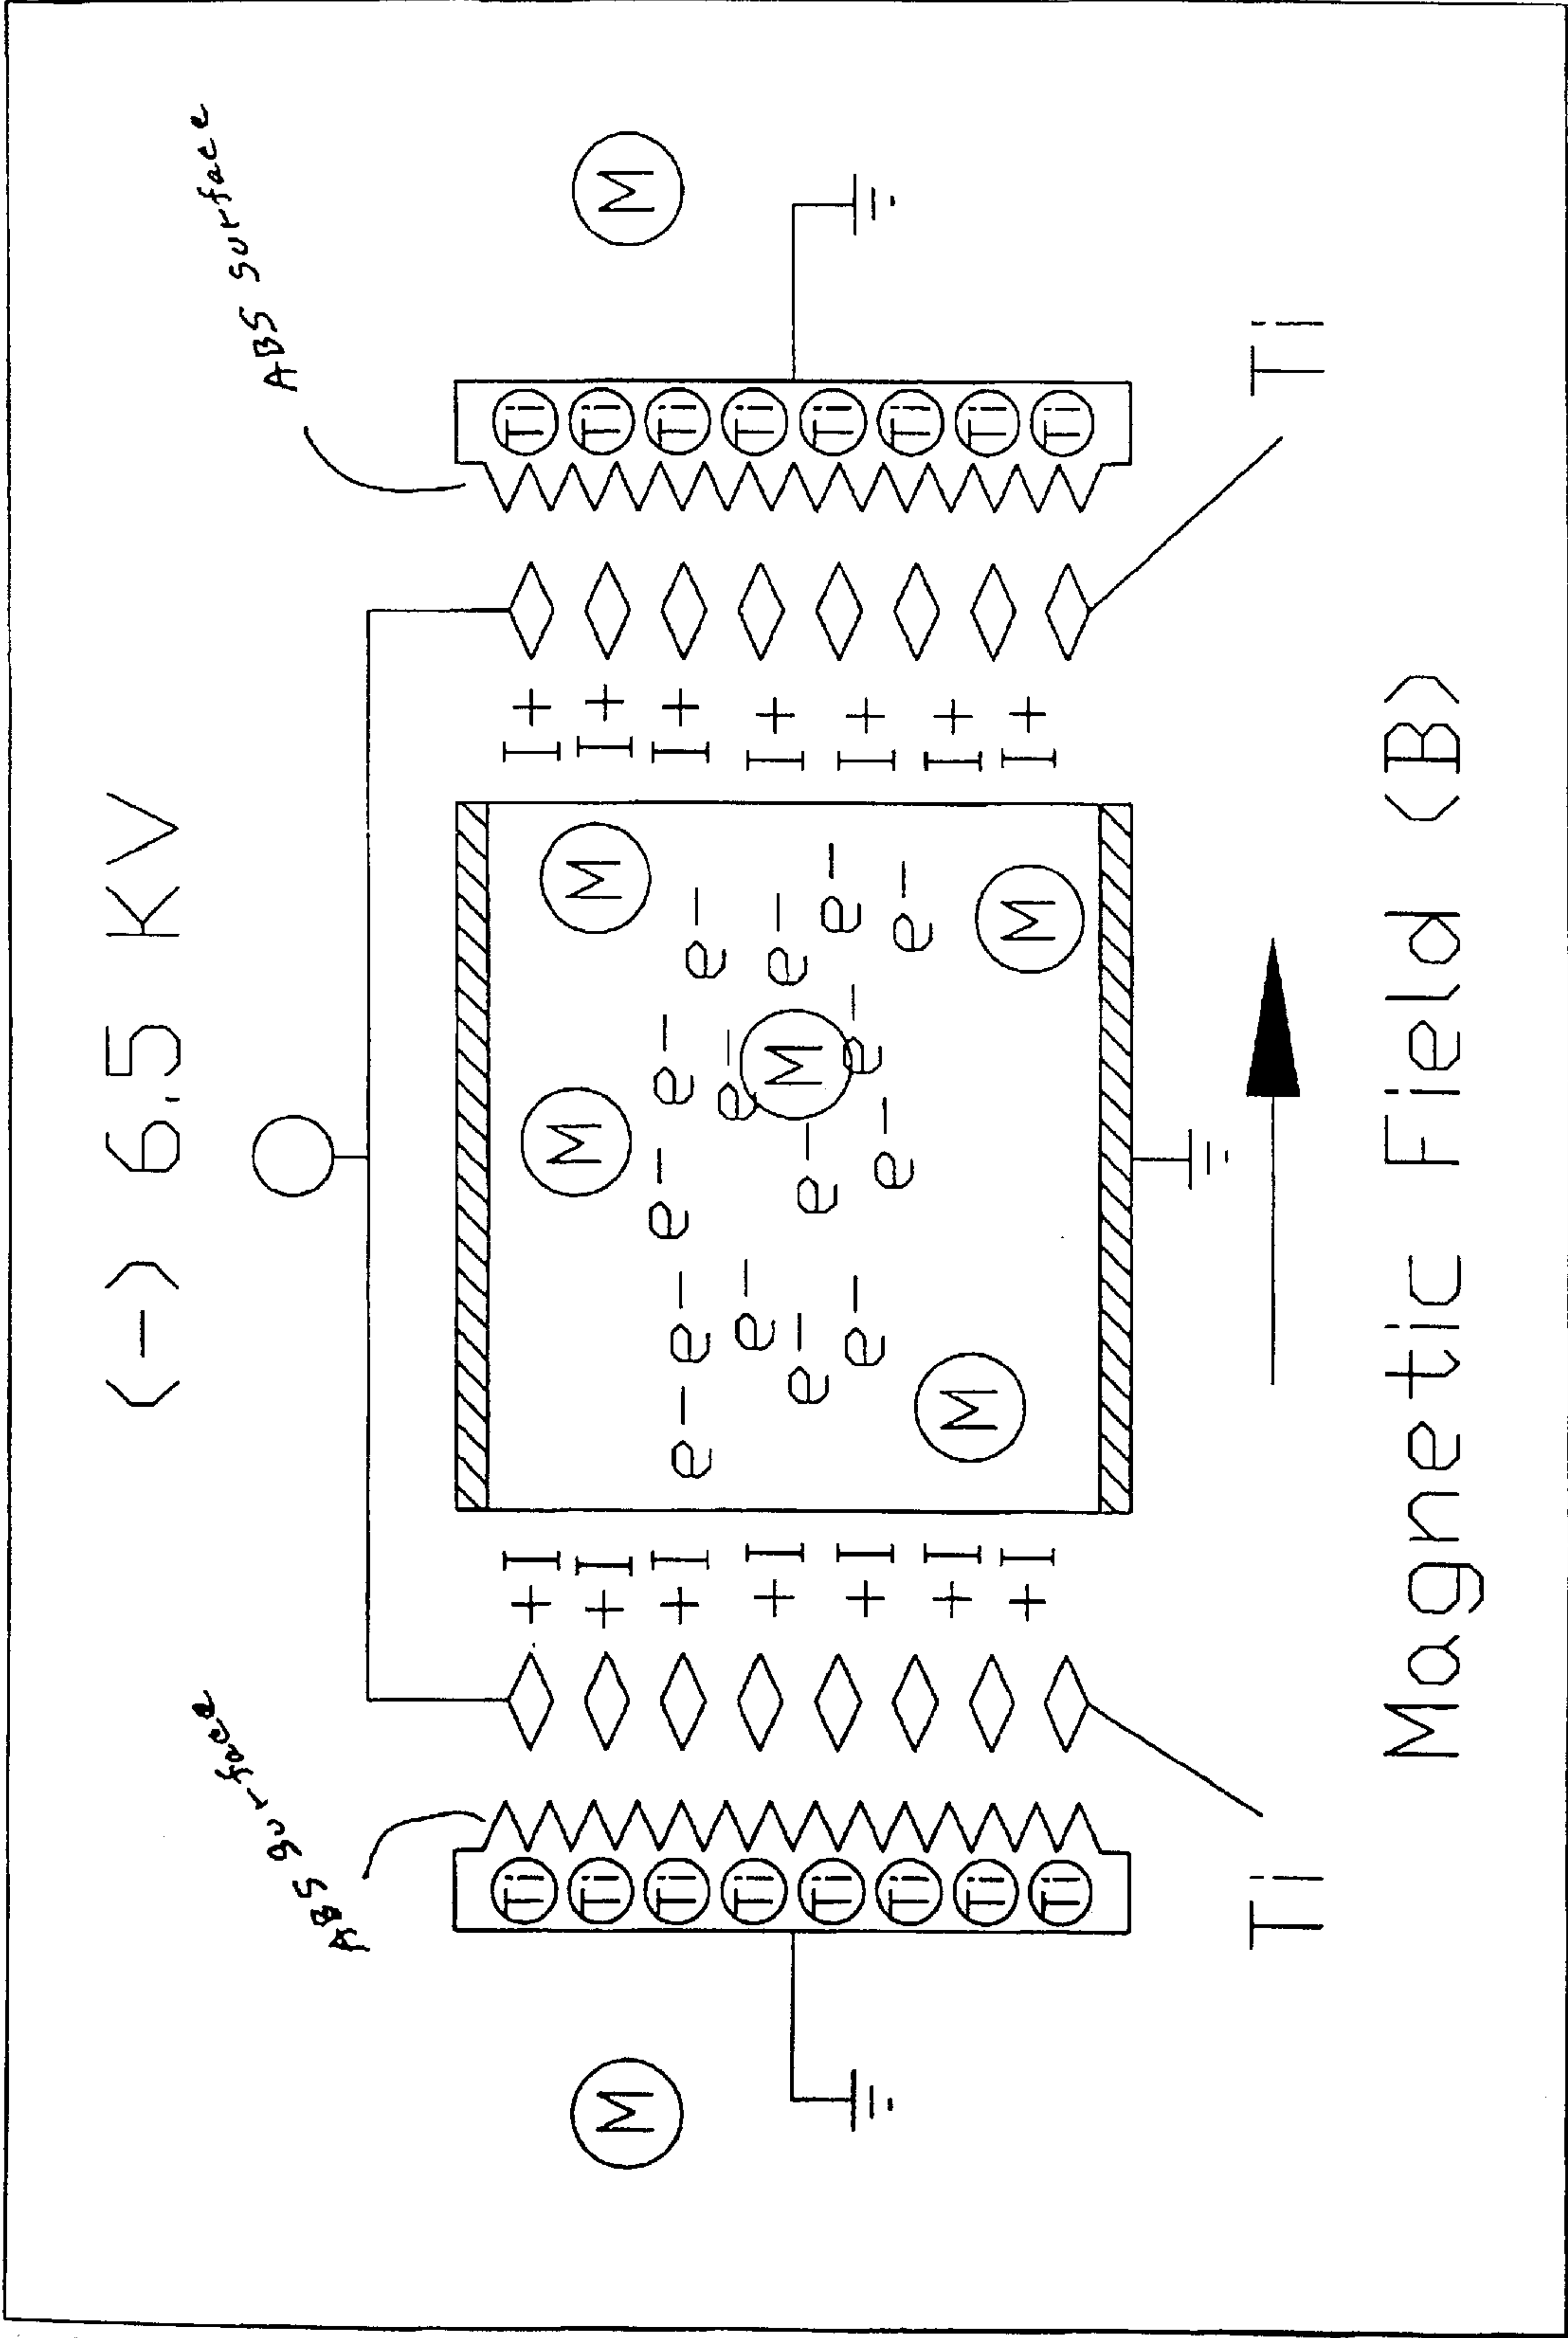 (-) 6.5 KV
ABS surface
ABS surface
Ti +I M I+ Ti
Ti +I M I+ Ti
M M
Ti +I e- e- e- e- e- I+ Ti
Ti +I e- e- e- I+ Ti
Ti +I e- e- M e- I+ Ti
Ti +I e- e- e- e- I+ Ti
Ti +I M M I+ Ti
Ti Ti
Ti Ti
Magnetic Field (B)